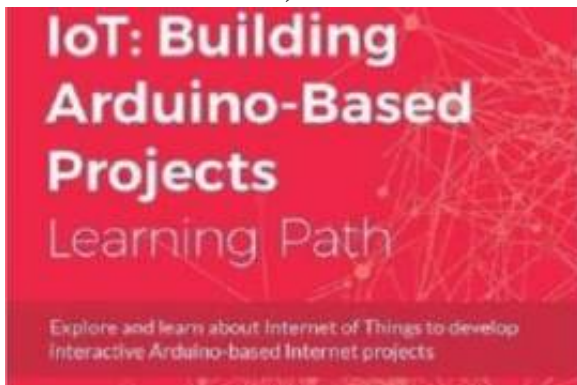 IoT: Building
Arduino-Based
Projects
Learning Path
Explore and learn about Internet of Things to develop
interactive Arduino-based Internet projects